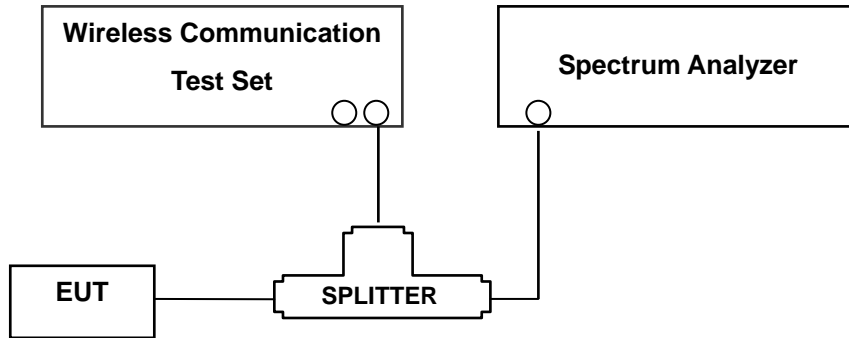 Wireless Communication
Test Set
Spectrum Analyzer
EUT
SPLITTER